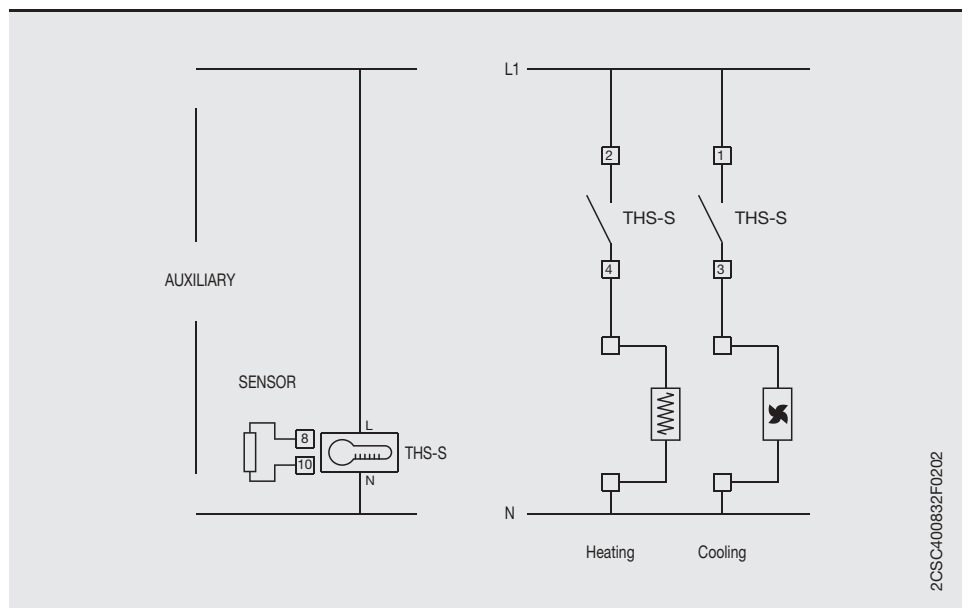 L1
2
1
THS-S
THS-S
4
3
AUXILIARY
SENSOR
L
8
THS-S
10
N
N
Heating
Cooling
2CSC400832F0202